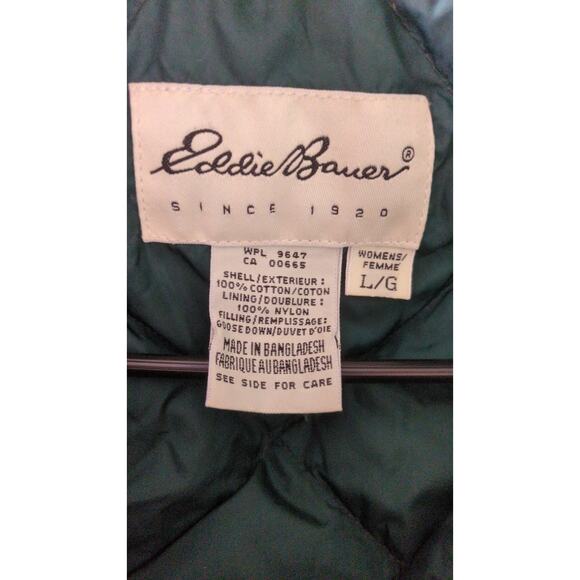 Eddie Bauer®
SINCE 1920
WPL 9647
CA 00665
SHELL/EXTERIEUR:
100% COTTON/COTON
LINING/DOUBLURE:
100% NYLON
FILLING/REMPLISSAGE:
GOOSE DOWN/DUVET D'OIE
MADE IN BANGLADESH
FABRIQUE AU BANGLADESH
SEE SIDE FOR CARE
WOMENS/
FEMME
L/G